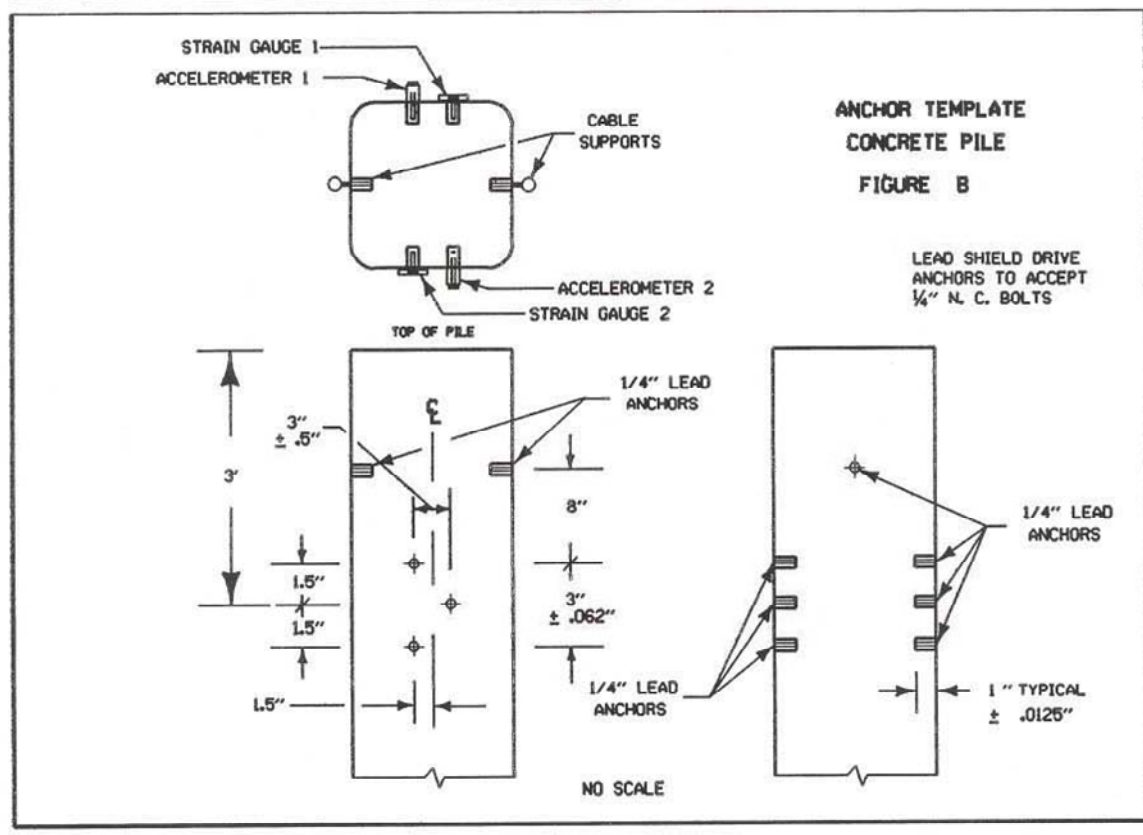 STRAIN GAUGE 1
ACCELEROMETER 1
CABLE
SUPPORTS
ANCHOR TEMPLATE
CONCRETE PILE
FIGURE B
LEAD SHIELD DRIVE
ANCHORS TO ACCEPT
1/4" N. C. BOLTS
ACCELEROMETER 2
STRAIN GAUGE 2
TOP OF PILE
1/4" LEAD
ANCHORS
℄
3"
± .5"
3'
8"
1/4" LEAD
ANCHORS
1.5"
3"
± .062"
1.5"
1/4" LEAD
ANCHORS
1.5"
1" TYPICAL
± .0125"
NO SCALE